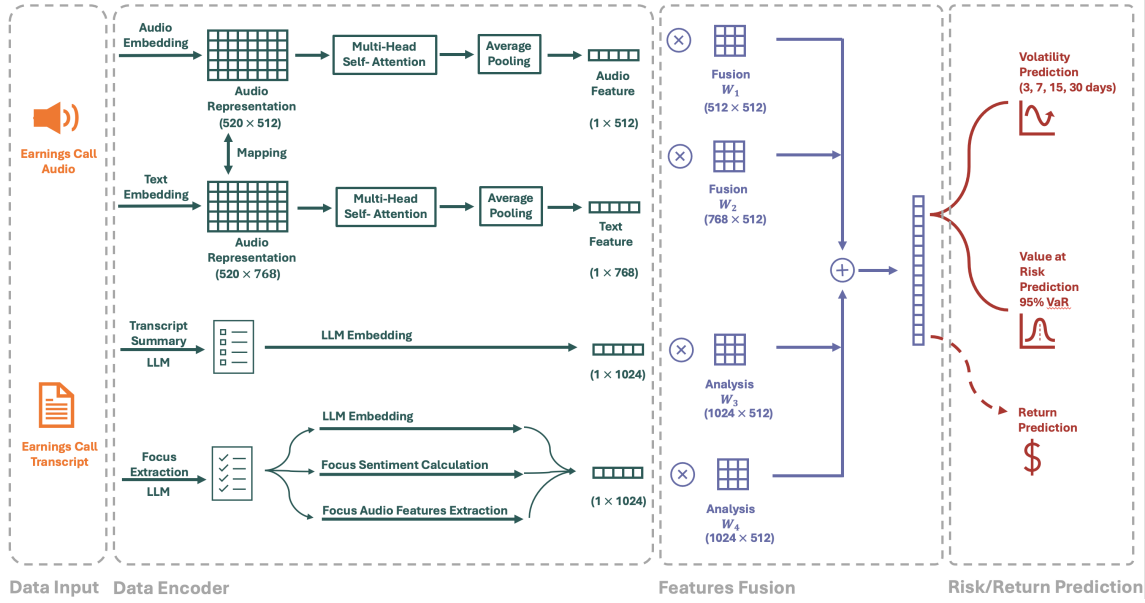 Earnings Call
Audio
Earnings Call
Transcript
Data Input
Audio
Embedding
Audio
Representation
(520 × 512)
Multi-Head
Self- Attention
Average
Pooling
Audio
Feature
(1 × 512)
Mapping
Text
Embedding
Audio
Representation
(520 × 768)
Multi-Head
Self- Attention
Average
Pooling
Text
Feature
(1 × 768)
Transcript
Summary
LLM
LLM Embedding
(1 × 1024)
Focus
Extraction
LLM
LLM Embedding
Focus Sentiment Calculation
Focus Audio Features Extraction
(1 × 1024)
Data Encoder
Fusion
W₁
(512 × 512)
Fusion
W₂
(768 × 512)
Analysis
W₃
(1024 × 512)
Analysis
W₄
(1024 × 512)
Features Fusion
Volatility
Prediction
(3, 7, 15, 30 days)
Value at
Risk
Prediction
95% VaR
Return
Prediction
$
Risk/Return Prediction